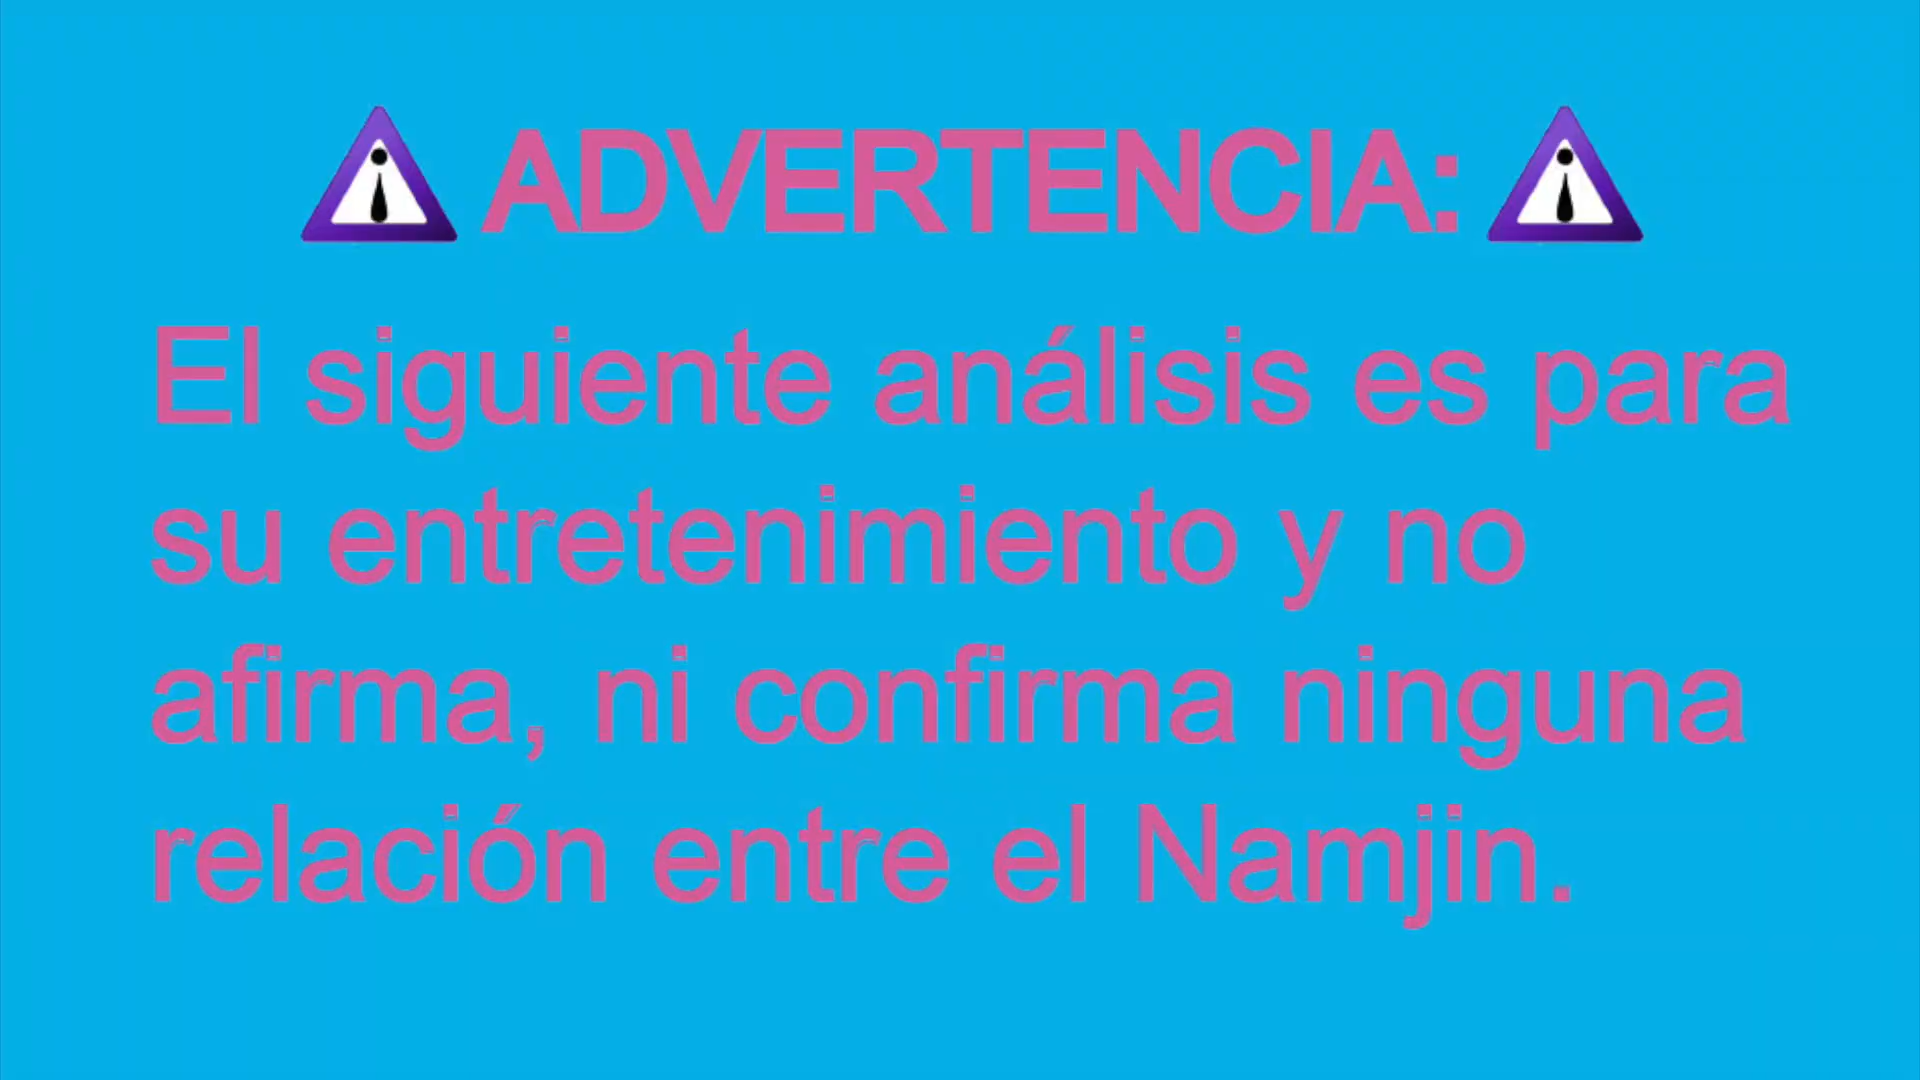 ADVERTENCIA:
El siguiente análisis es para
su entretenimiento y no
afirma, ni confirma ninguna
relación entre el Namjin.